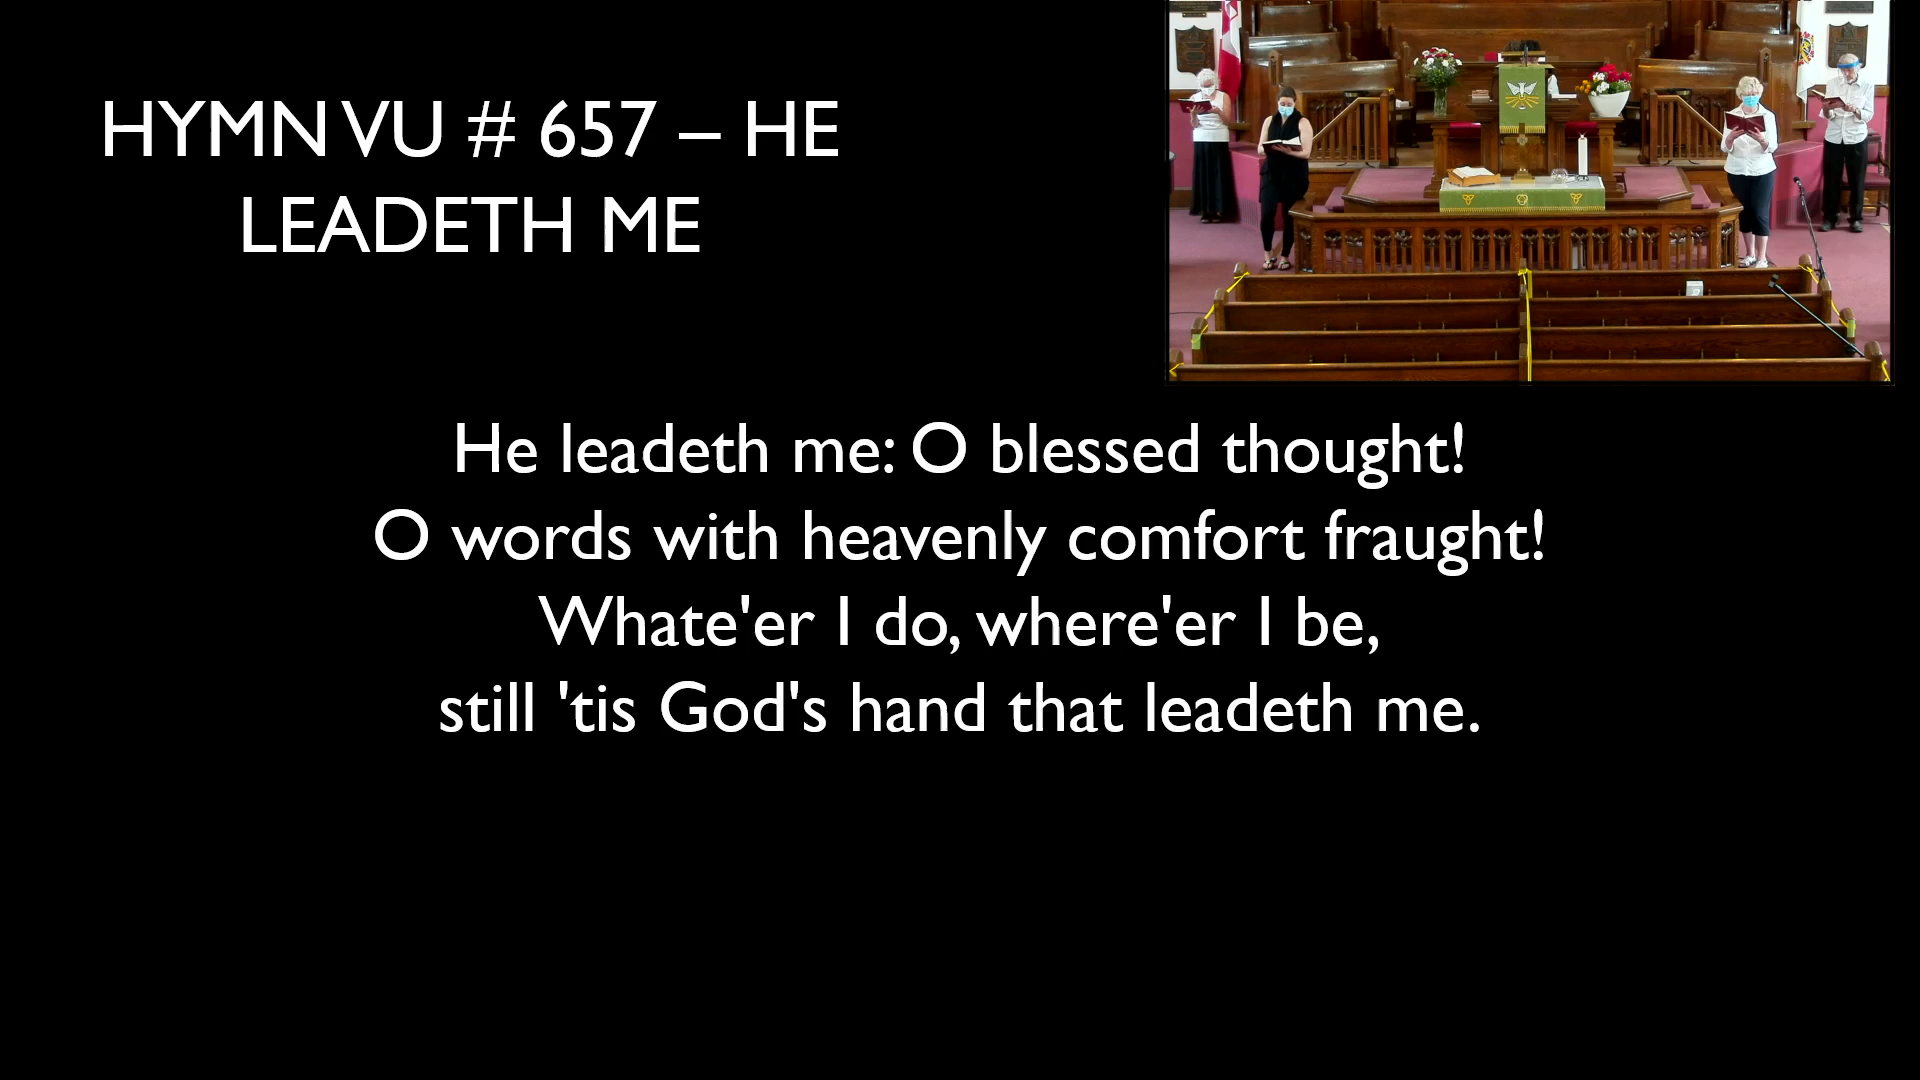 HYMN VU # 657 – HE
LEADETH ME
He leadeth me: O blessed thought!
O words with heavenly comfort fraught!
Whate'er I do, where'er I be,
still 'tis God's hand that leadeth me.